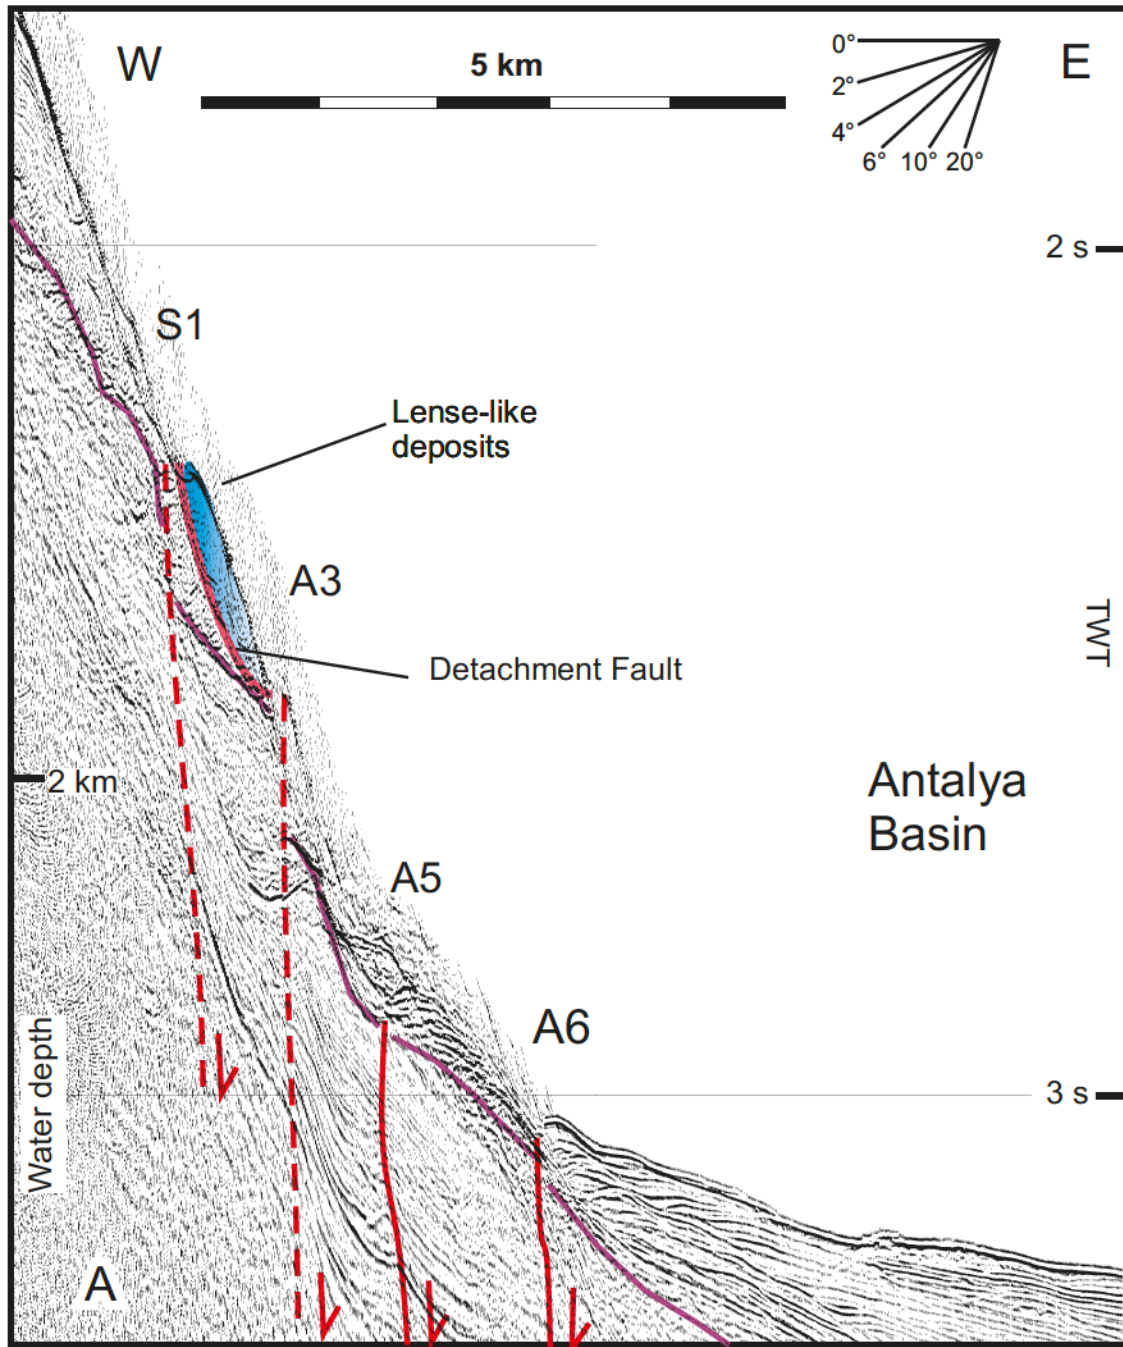 W
5 km
E
0°
2°
4°
6°
10°
20°
2 s
S1
Lense-like
deposits
A3
TWT
Detachment Fault
2 km
Antalya
Basin
A5
A6
Water depth
3 s
A